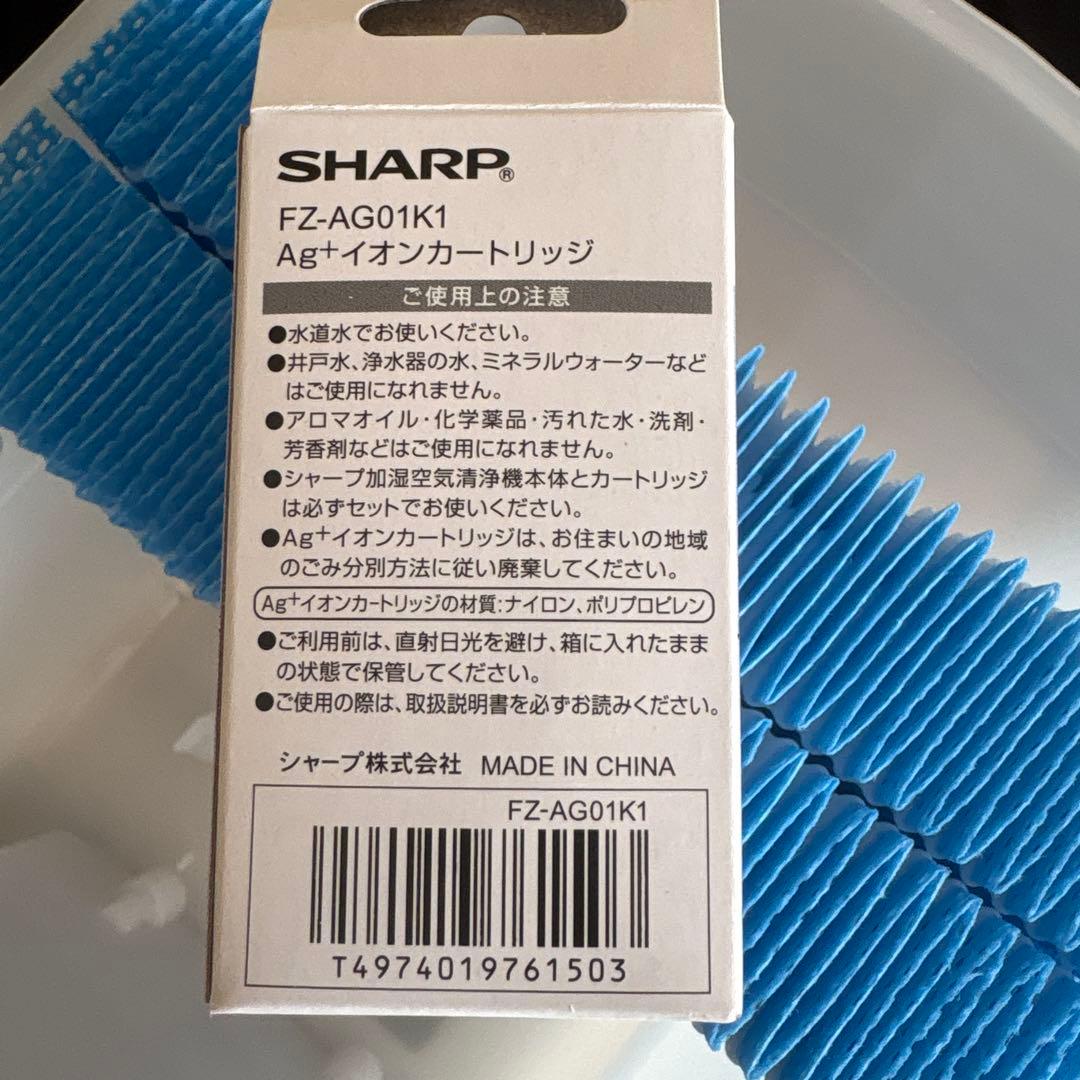 SHARP®
FZ-AG01K1
Ag⁺イオンカートリッジ
ご使用上の注意
●水道水でお使いください。
●井戸水、浄水器の水、ミネラルウォーターなど
はご使用になれません。
●アロマオイル・化学薬品・汚れた水・洗剤・
芳香剤などはご使用になれません。
●シャープ加湿空気清浄機本体とカートリッジ
は必ずセットでお使いください。
●Ag⁺イオンカートリッジは、お住まいの地域
のごみ分別方法に従い廃棄してください。
Ag⁺イオンカートリッジの材質:ナイロン、ポリプロピレン
●ご利用前は、直射日光を避け、箱に入れたまま
の状態で保管してください。
●ご使用の際は、取扱説明書を必ずお読みください。
シャープ株式会社 MADE IN CHINA
FZ-AG01K1
T4974019761503